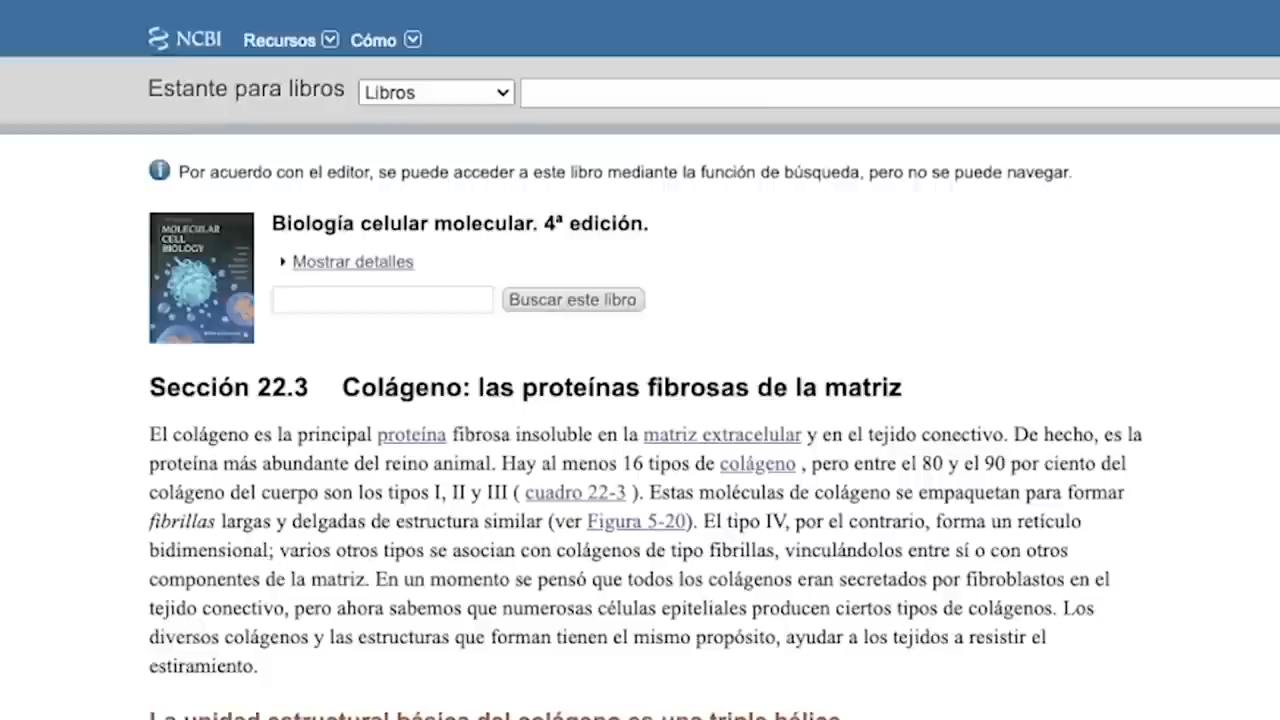 NCBI Recursos Cómo
Estante para libros Libros
Por acuerdo con el editor, se puede acceder a este libro mediante la función de búsqueda, pero no se puede navegar.
MOLECULAR
CELL
BIOLOGY
Biología celular molecular. 4ª edición.
Mostrar detalles
Buscar este libro
Sección 22.3 Colágeno: las proteínas fibrosas de la matriz
El colágeno es la principal proteína fibrosa insoluble en la matriz extracelular y en el tejido conectivo. De hecho, es la
proteína más abundante del reino animal. Hay al menos 16 tipos de colágeno , pero entre el 80 y el 90 por ciento del
colágeno del cuerpo son los tipos I, II y III ( cuadro 22-3 ). Estas moléculas de colágeno se empaquetan para formar
fibrillas largas y delgadas de estructura similar (ver Figura 5-20). El tipo IV, por el contrario, forma un retículo
bidimensional; varios otros tipos se asocian con colágenos de tipo fibrillas, vinculándolos entre sí o con otros
componentes de la matriz. En un momento se pensó que todos los colágenos eran secretados por fibroblastos en el
tejido conectivo, pero ahora sabemos que numerosas células epiteliales producen ciertos tipos de colágenos. Los
diversos colágenos y las estructuras que forman tienen el mismo propósito, ayudar a los tejidos a resistir el
estiramiento.
La unidad estructural básica del colágeno es una triple hélice